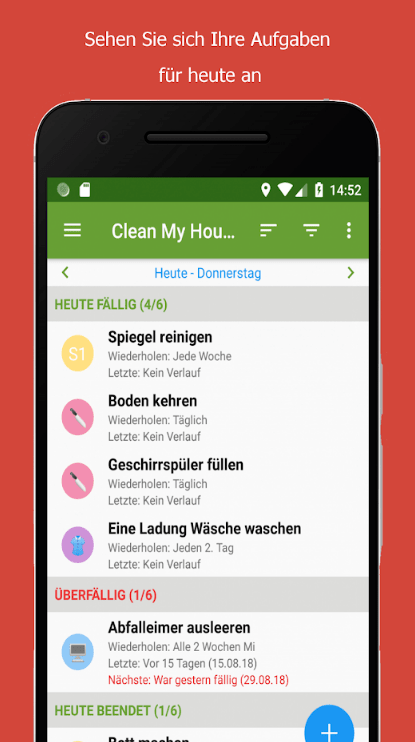 Sehen Sie sich Ihre Aufgaben
für heute an
14:52
Clean My Hou...
Heute - Donnerstag
HEUTE FÄLLIG (4/6)
S1
Spiegel reinigen
Wiederholen: Jede Woche
Letzte: Kein Verlauf
Boden kehren
Wiederholen: Täglich
Letzte: Kein Verlauf
Geschirrspüler füllen
Wiederholen: Täglich
Letzte: Kein Verlauf
Eine Ladung Wäsche waschen
Wiederholen: Jeden 2. Tag
Letzte: Kein Verlauf
ÜBERFÄLLIG (1/6)
Abfalleimer ausleeren
Wiederholen: Alle 2 Wochen Mi
Letzte: Vor 15 Tagen (15.08.18)
Nächste: War gestern fällig (29.08.18)
HEUTE BEENDET (1/6)
Bett machen